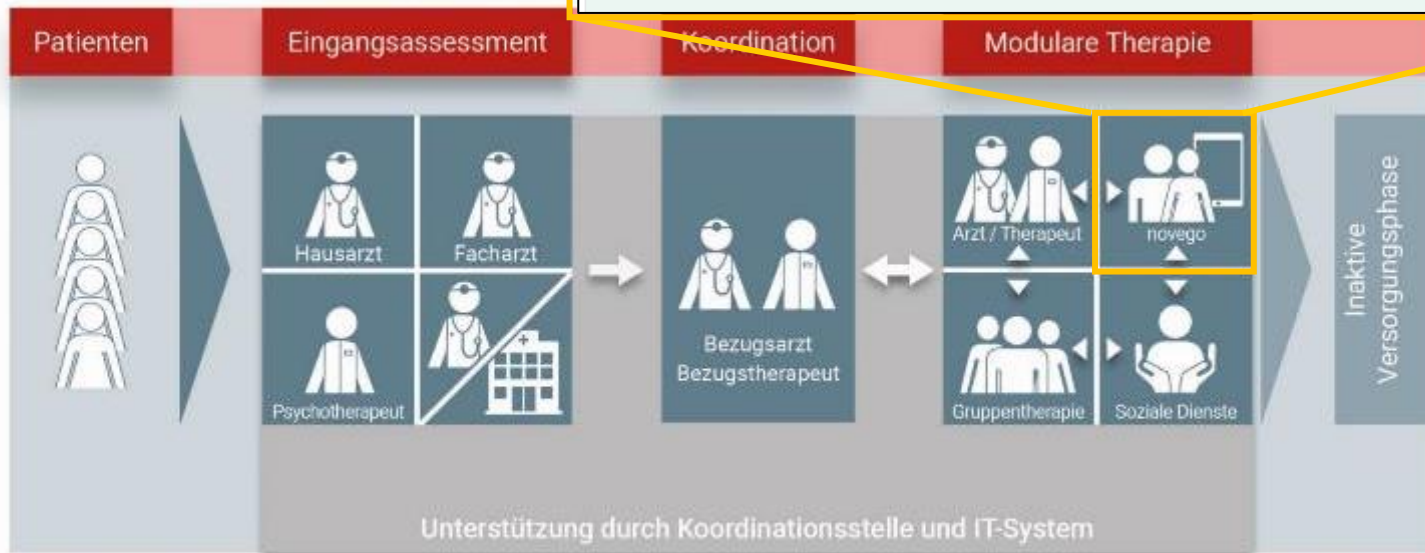 Patienten
Eingangsassessment
Koordination
Modulare Therapie
Hausarzt
Facharzt
Psychotherapeut
Bezugsarzt
Bezugstherapeut
Arzt / Therapeut
novego
Gruppentherapie
Soziale Dienste
Inaktive
Versorgungsphase
Unterstützung durch Koordinationsstelle und IT-System